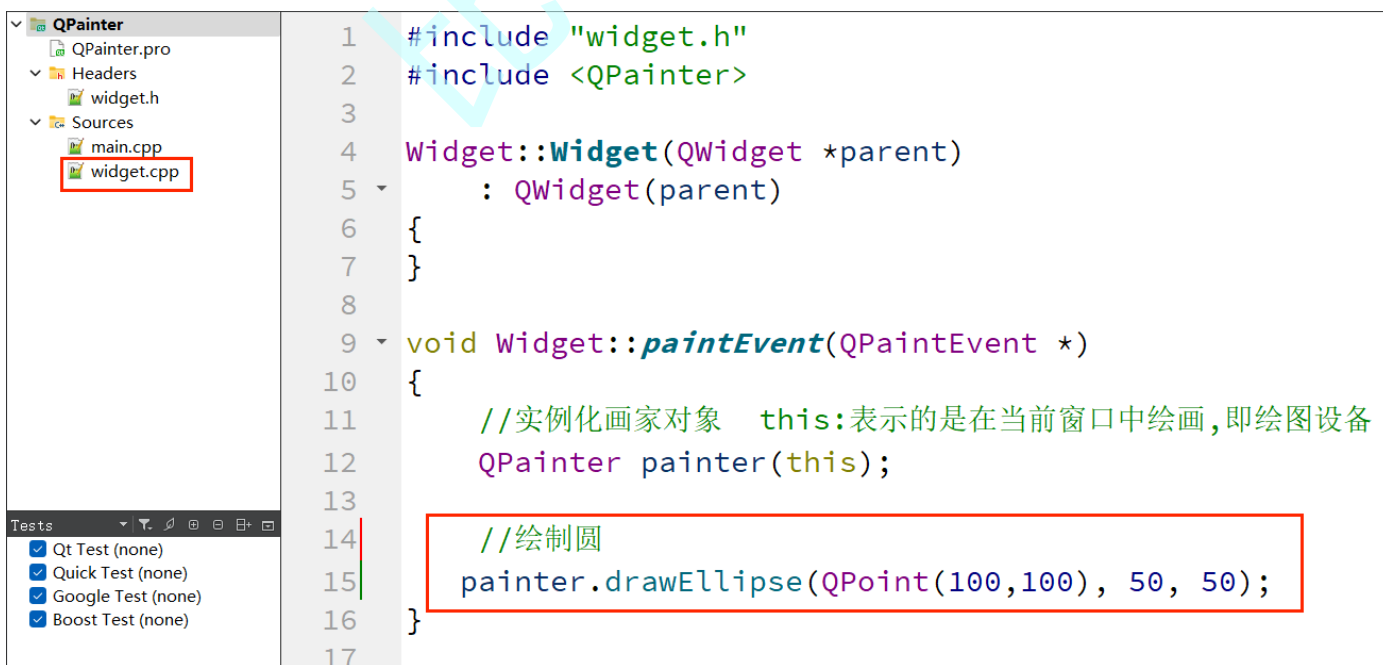 QPainter
QPainter.pro
Headers
widget.h
Sources
main.cpp
widget.cpp
Tests
Qt Test (none)
Quick Test (none)
Google Test (none)
Boost Test (none)
1 #include "widget.h"
2 #include <QPainter>
3
4 Widget::Widget(QWidget *parent)
5 : QWidget(parent)
6 {
7 }
8
9 void Widget::paintEvent(QPaintEvent *)
10 {
11 //实例化画家对象 this:表示的是在当前窗口中绘画,即绘图设备
12 QPainter painter(this);
13
14 //绘制圆
15 painter.drawEllipse(QPoint(100,100), 50, 50);
16 }
17